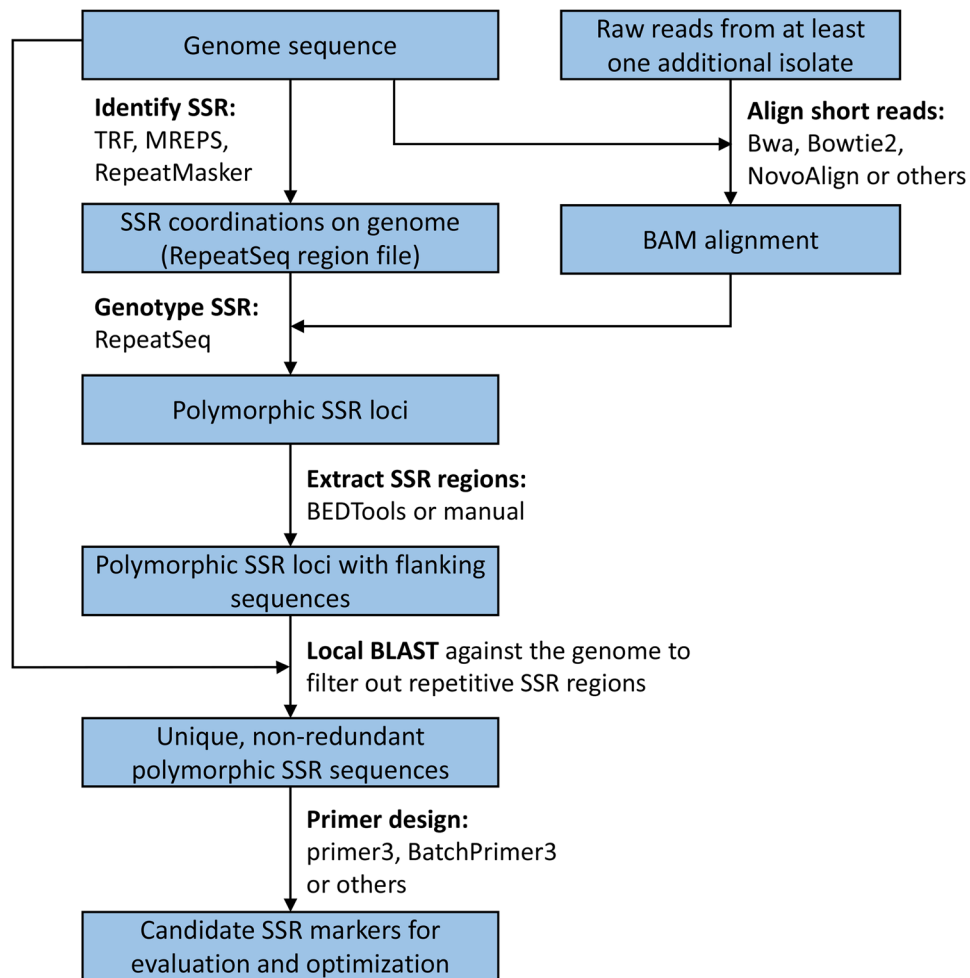 Genome sequence
Raw reads from at least
one additional isolate
Identify SSR:
TRF, MREPS,
RepeatMasker
Align short reads:
Bwa, Bowtie2,
NovoAlign or others
SSR coordinations on genome
(RepeatSeq region file)
BAM alignment
Genotype SSR:
RepeatSeq
Polymorphic SSR loci
Extract SSR regions:
BEDTools or manual
Polymorphic SSR loci with flanking
sequences
Local BLAST against the genome to
filter out repetitive SSR regions
Unique, non-redundant
polymorphic SSR sequences
Primer design:
primer3, BatchPrimer3
or others
Candidate SSR markers for
evaluation and optimization